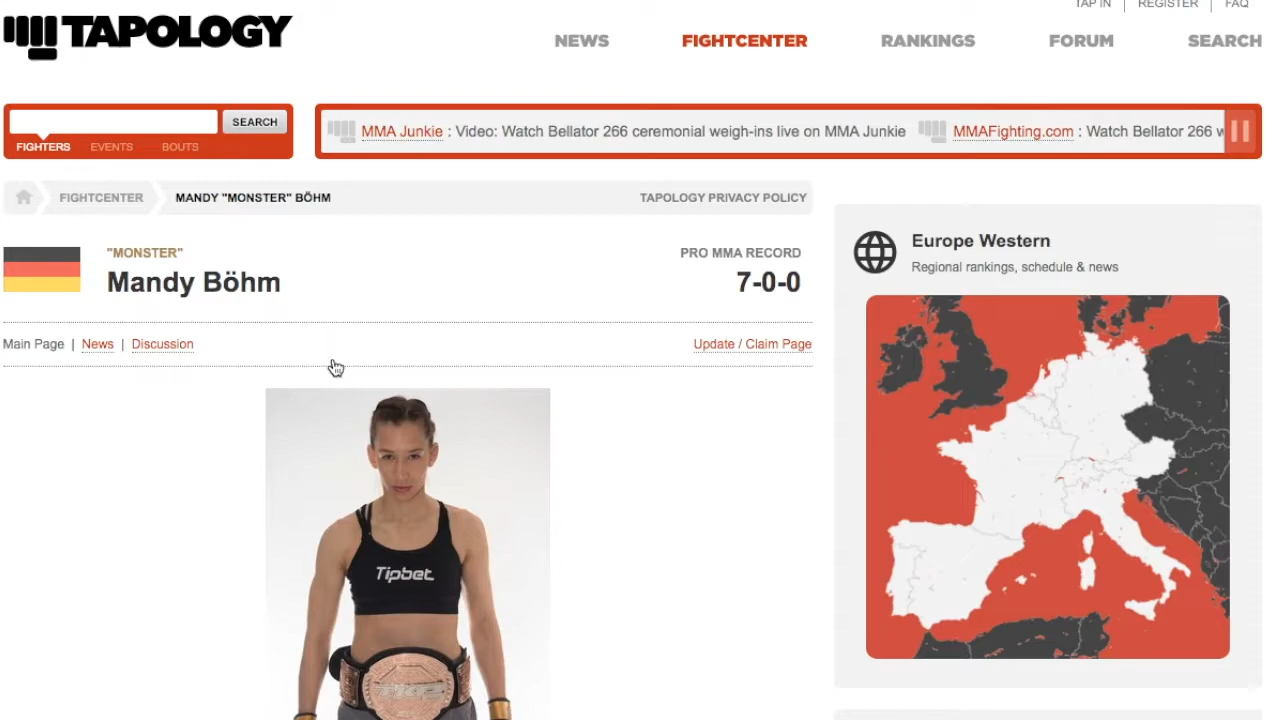 TAP IN | REGISTER | FAQ
TAPOLOGY
NEWS FIGHTCENTER RANKINGS FORUM SEARCH
SEARCH
FIGHTERS EVENTS BOUTS
MMA Junkie : Video: Watch Bellator 266 ceremonial weigh-ins live on MMA Junkie MMAFighting.com : Watch Bellator 266 w
FIGHTCENTER MANDY "MONSTER" BÖHM TAPOLOGY PRIVACY POLICY
"MONSTER" PRO MMA RECORD
Mandy Böhm 7-0-0
Main Page | News | Discussion Update / Claim Page
Tipbet
TKO
Europe Western
Regional rankings, schedule & news